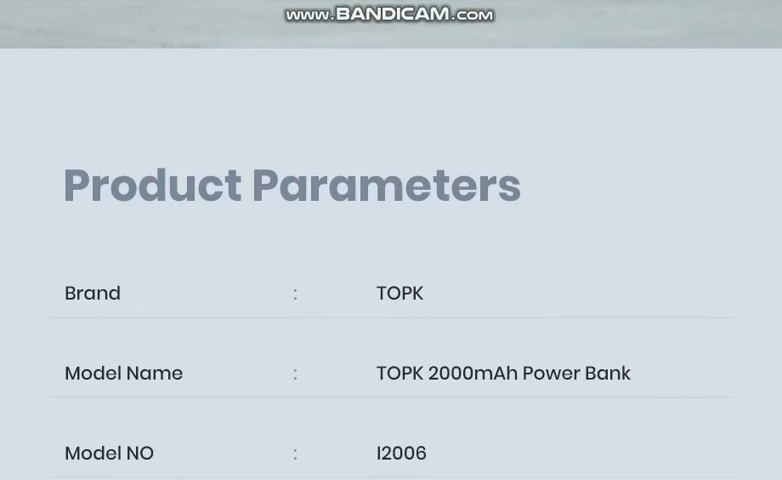 www.BANDICAM.com
Product Parameters
Brand : TOPK
Model Name : TOPK 2000mAh Power Bank
Model NO : I2006